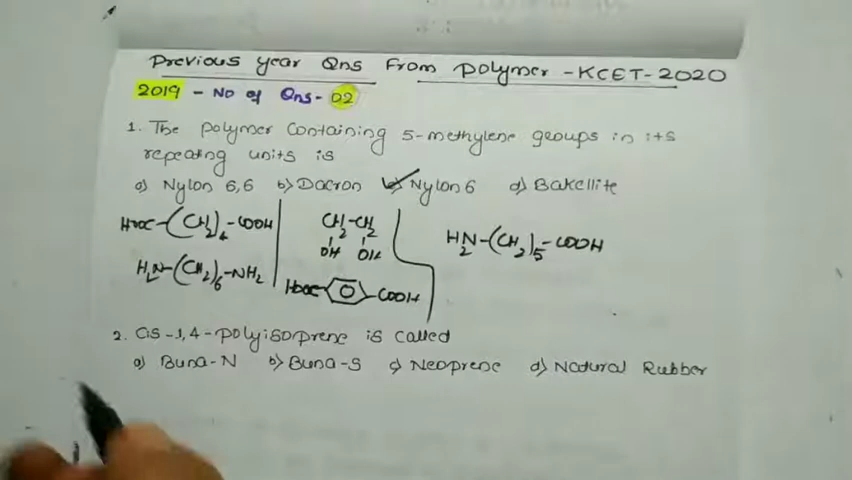 Previous year Qns From polymer - KCET-2020
2019 - No of Qns - 02
1. The polymer containing 5-methylene groups in its
repeating units is
a) Nylon 6,6 b) Dacron c) Nylon 6 d) Bakelite
HOOC-(CH2)4-COOH
H2N-(CH2)6-NH2
CH2-CH2
OH OH
HOOC COOH
H2N-(CH2)5-COOH
2. Cis-1,4-polyisoprene is called
a) Buna-N b) Buna-S c) Neoprene d) Natural Rubber